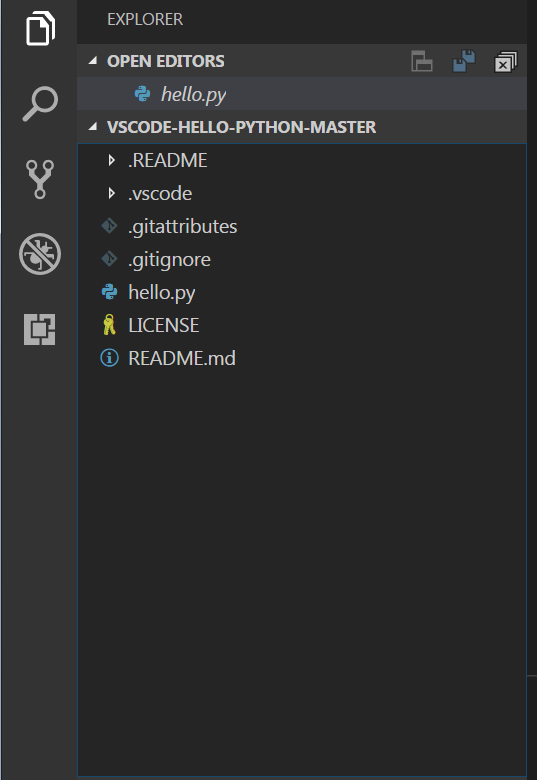 EXPLORER
OPEN EDITORS
hello.py
VSCODE-HELLO-PYTHON-MASTER
.README
.vscode
.gitattributes
.gitignore
hello.py
LICENSE
README.md